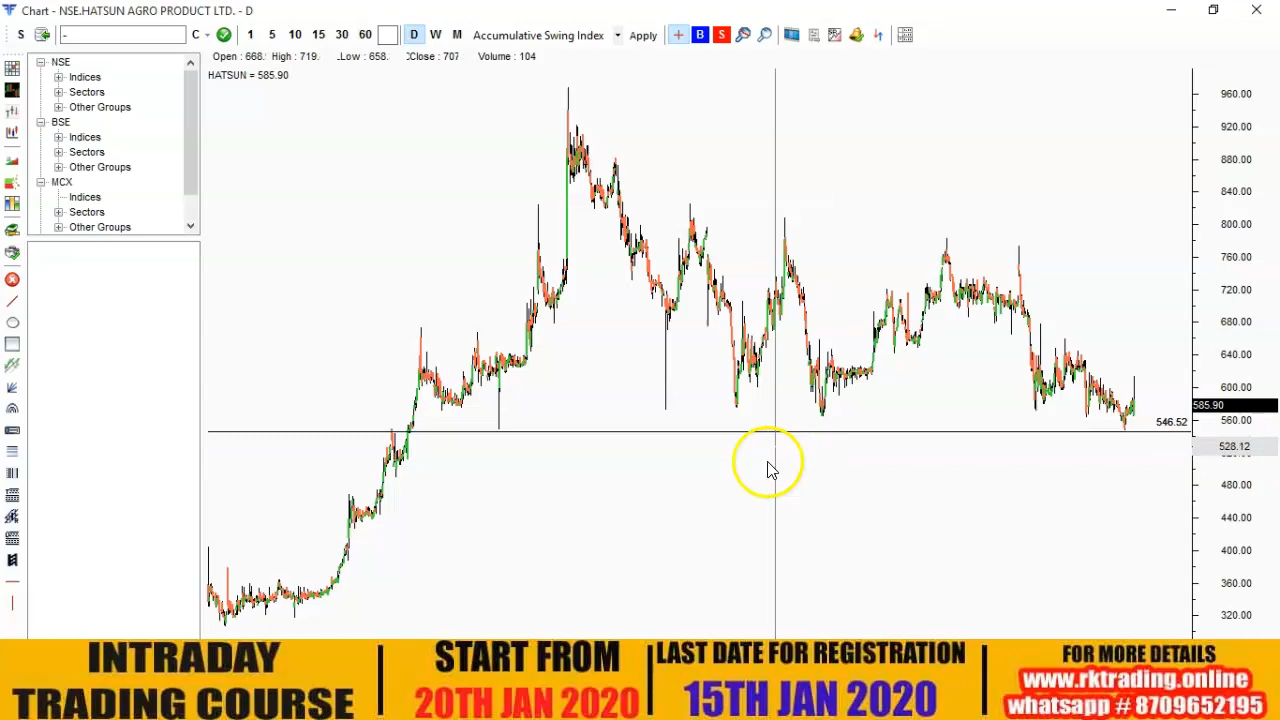 Chart - NSE.HATSUN AGRO PRODUCT LTD. - D
S - C 1 5 10 15 30 60 D W M Accumulative Swing Index Apply B S
Open : 668. High : 719. Low : 658. Close : 707 Volume : 104
HATSUN = 585.90
NSE
Indices
Sectors
Other Groups
BSE
Indices
Sectors
Other Groups
MCX
Indices
Sectors
Other Groups
960.00
920.00
880.00
840.00
800.00
760.00
720.00
680.00
640.00
600.00
585.90
560.00
546.52
528.12
480.00
440.00
400.00
360.00
320.00
INTRADAY
TRADING COURSE
START FROM
20TH JAN 2020
LAST DATE FOR REGISTRATION
15TH JAN 2020
FOR MORE DETAILS
www.rktrading.online
whatsapp # 8709652195